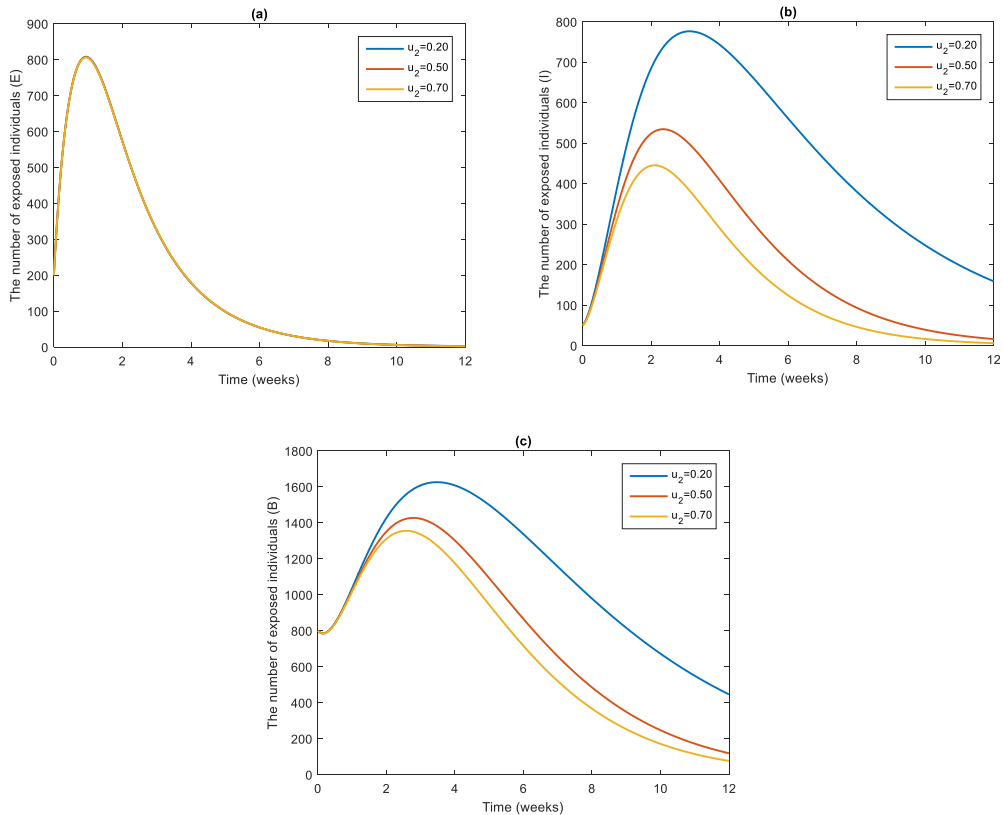 (a)
The number of exposed individuals (E)
900
800
700
600
500
400
300
200
100
0
0 2 4 6 8 10 12
Time (weeks)
u2=0.20
u2=0.50
u2=0.70
(b)
The number of exposed individuals (I)
800
700
600
500
400
300
200
100
0
0 2 4 6 8 10 12
Time (weeks)
u2=0.20
u2=0.50
u2=0.70
(c)
The number of exposed individuals (B)
1800
1600
1400
1200
1000
800
600
400
200
0
0 2 4 6 8 10 12
Time (weeks)
u2=0.20
u2=0.50
u2=0.70